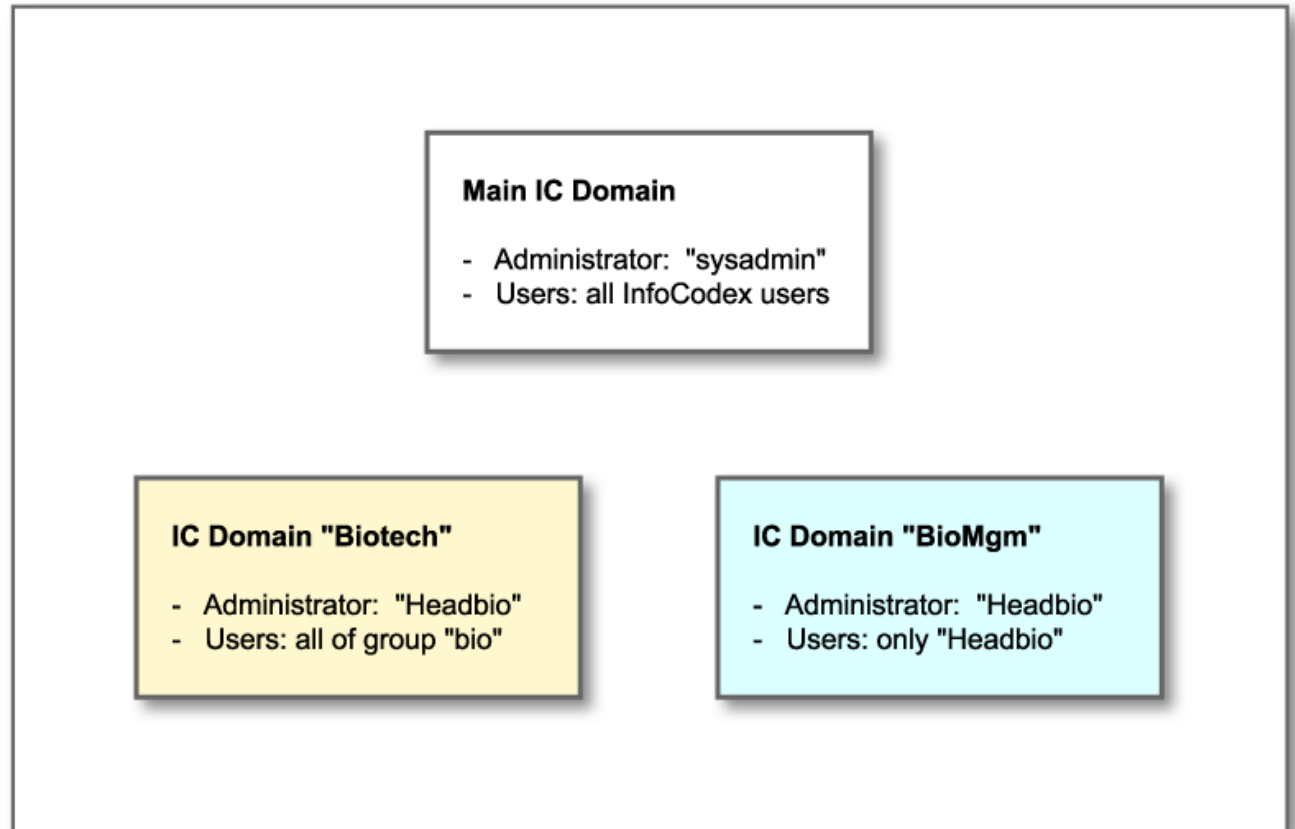 Main IC Domain
- Administrator: "sysadmin"
- Users: all InfoCodex users
IC Domain "Biotech"
- Administrator: "Headbio"
- Users: all of group "bio"
IC Domain "BioMgm"
- Administrator: "Headbio"
- Users: only "Headbio"